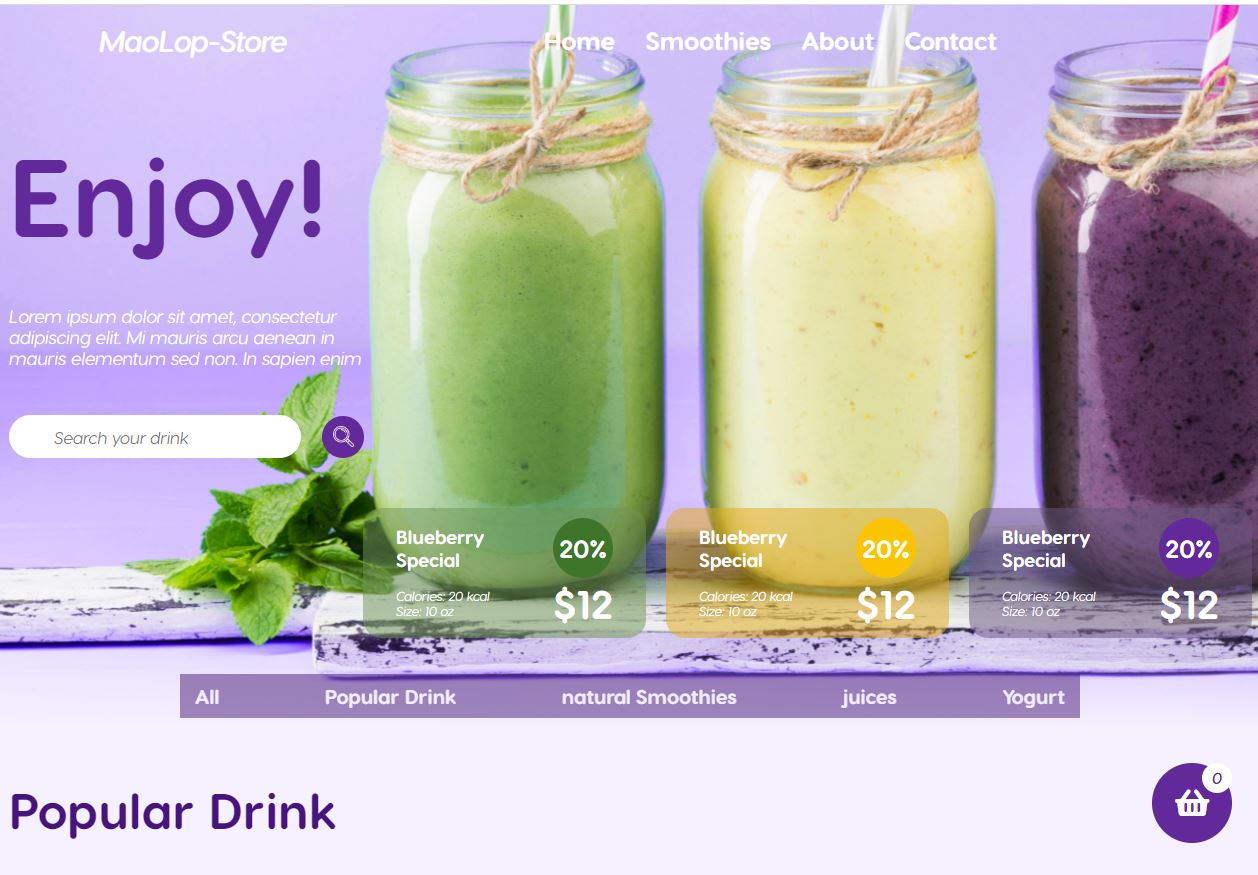 MaoLop-Store
Home Smoothies About Contact
Enjoy!
Lorem ipsum dolor sit amet, consectetur
adipiscing elit. Mi mauris arcu aenean in
mauris elementum sed non. In sapien enim
Search your drink
Blueberry
Special
20%
Calories: 20 kcal
Size: 10 oz
$12
Blueberry
Special
20%
Calories: 20 kcal
Size: 10 oz
$12
Blueberry
Special
20%
Calories: 20 kcal
Size: 10 oz
$12
All Popular Drink natural Smoothies juices Yogurt
Popular Drink
0